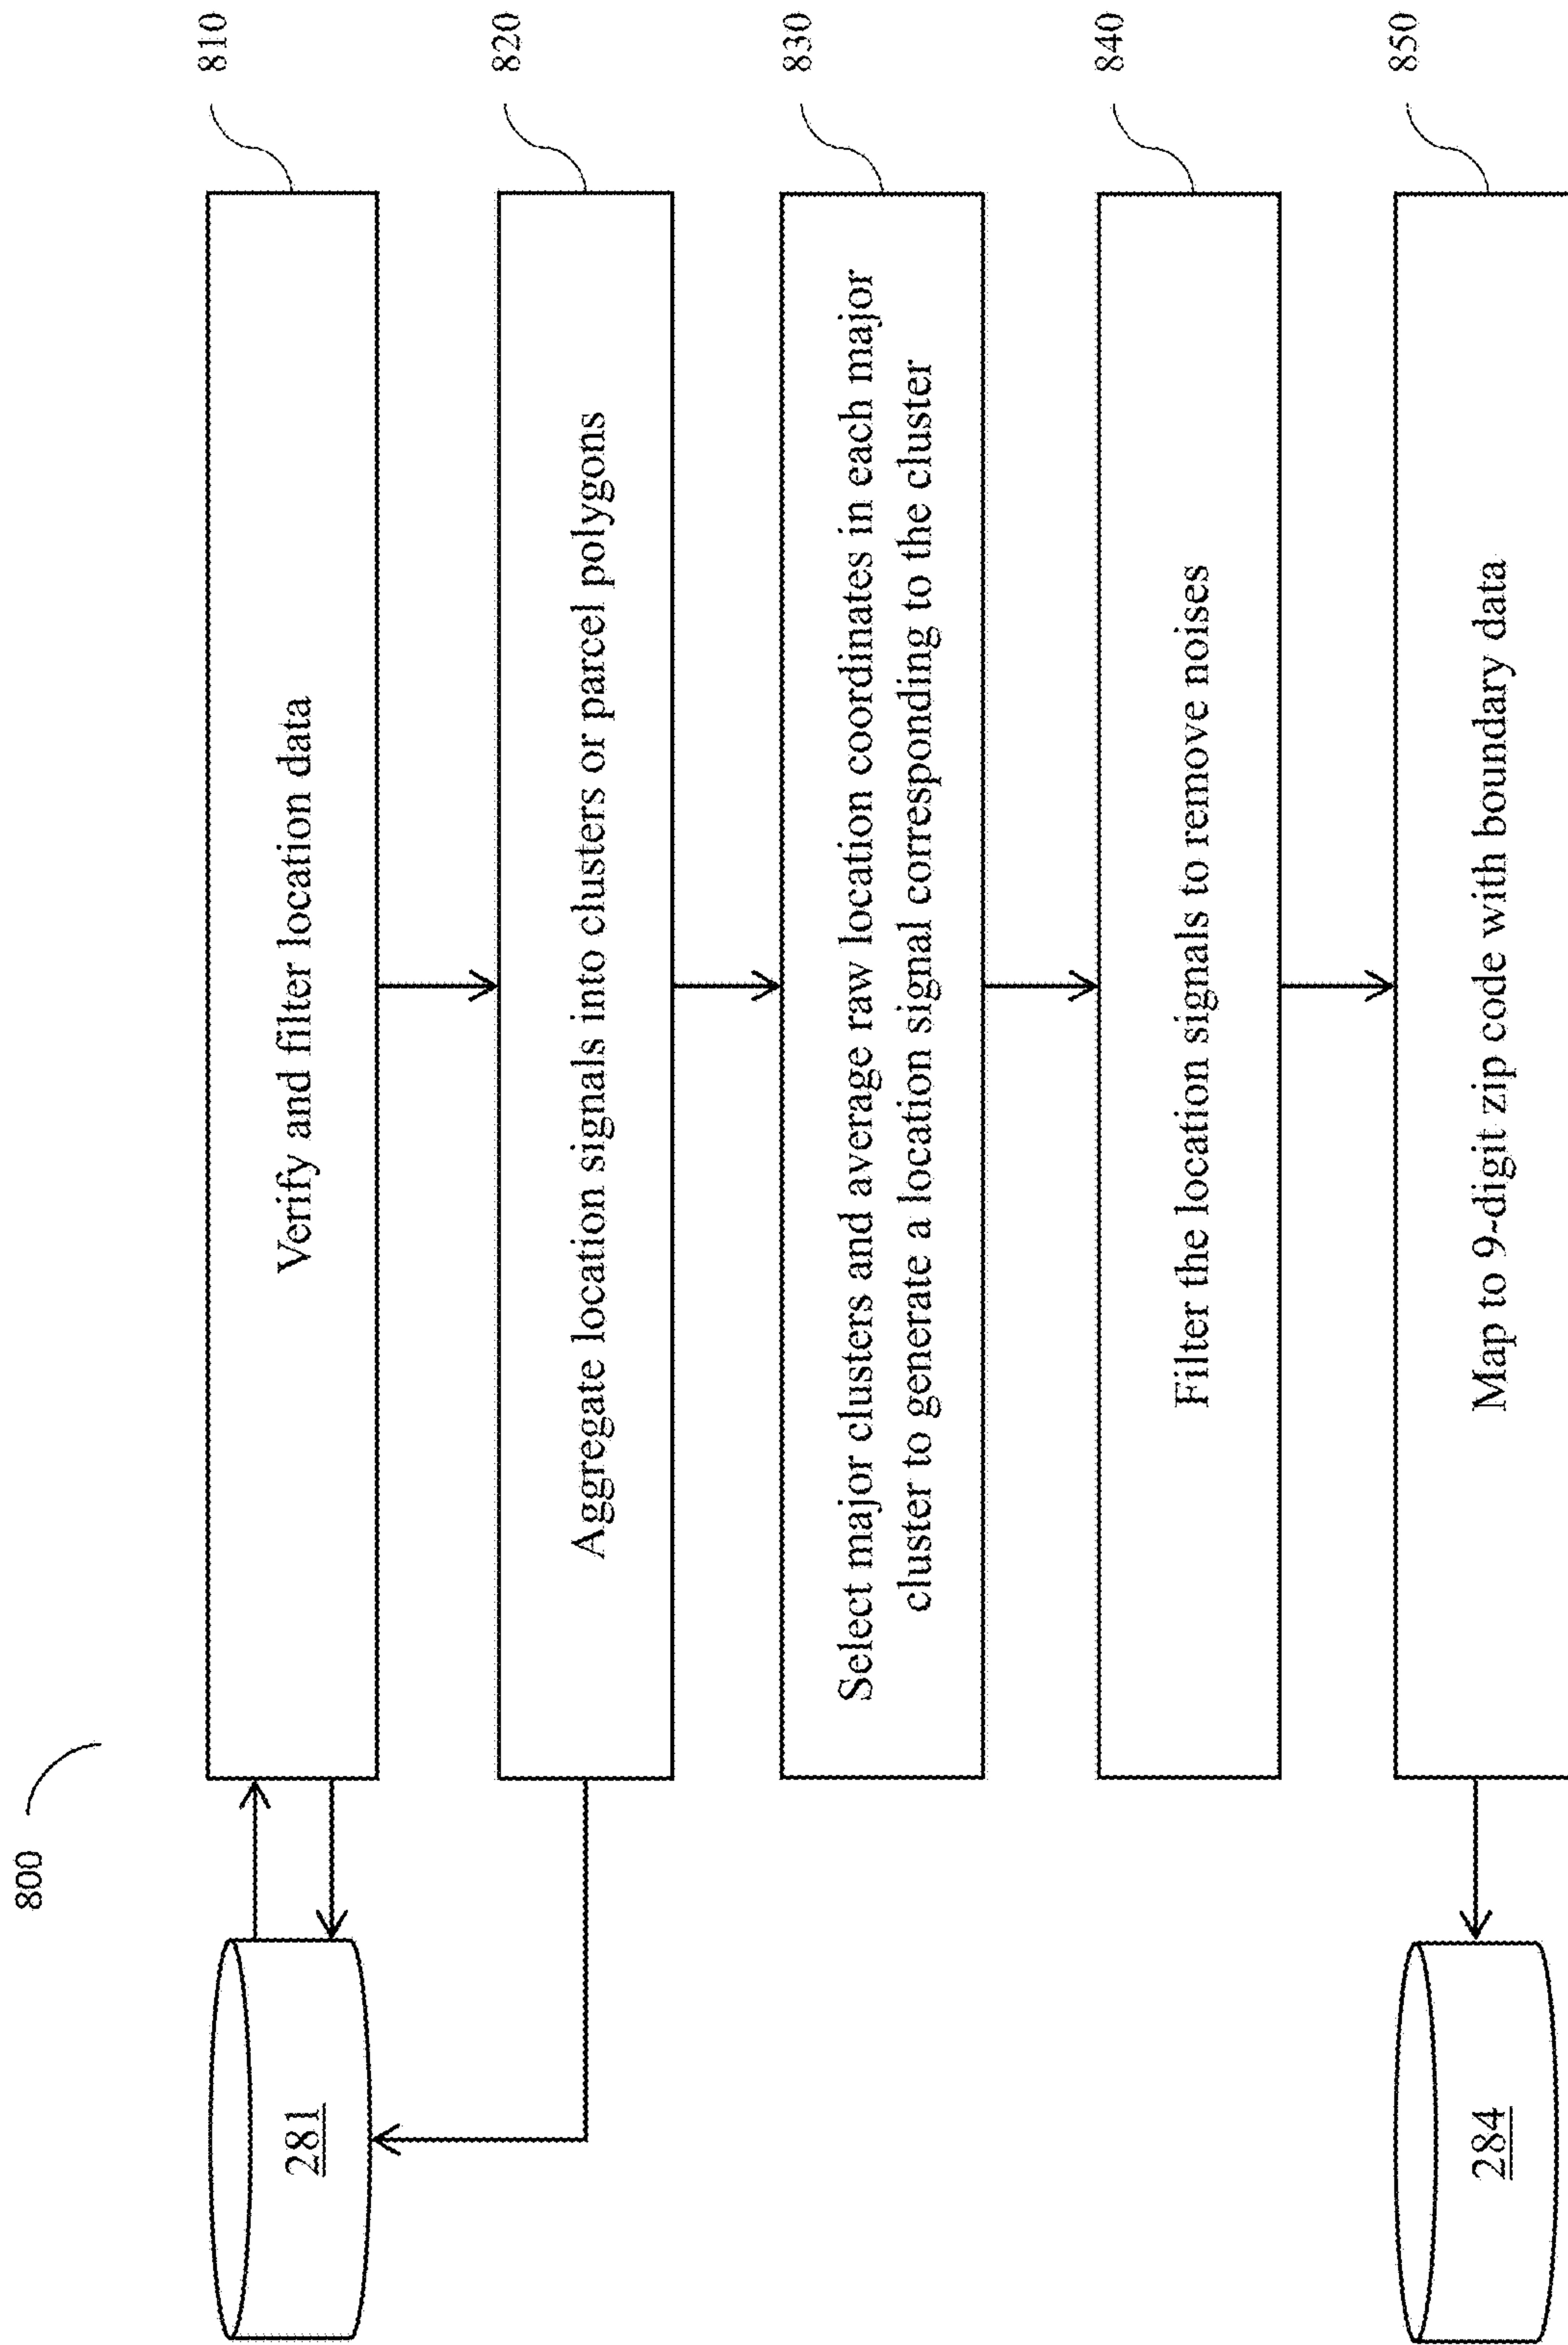 800
810
Verify and filter location data
281
820
Aggregate location signals into clusters or parcel polygons
830
Select major clusters and average raw location coordinates in each major
cluster to generate a location signal corresponding to the cluster
840
Filter the location signals to remove noises
850
Map to 9-digit zip code with boundary data
284